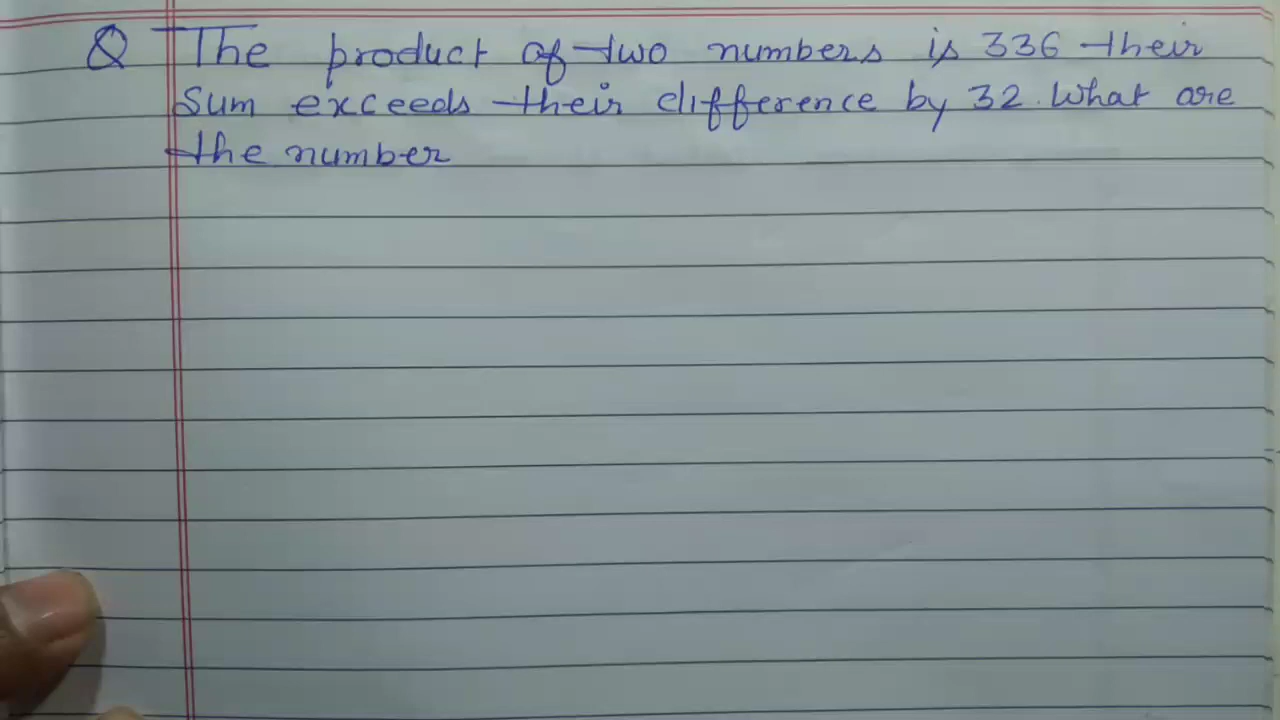 Q The product of two numbers is 336 their
sum exceeds their difference by 32. What are
the number